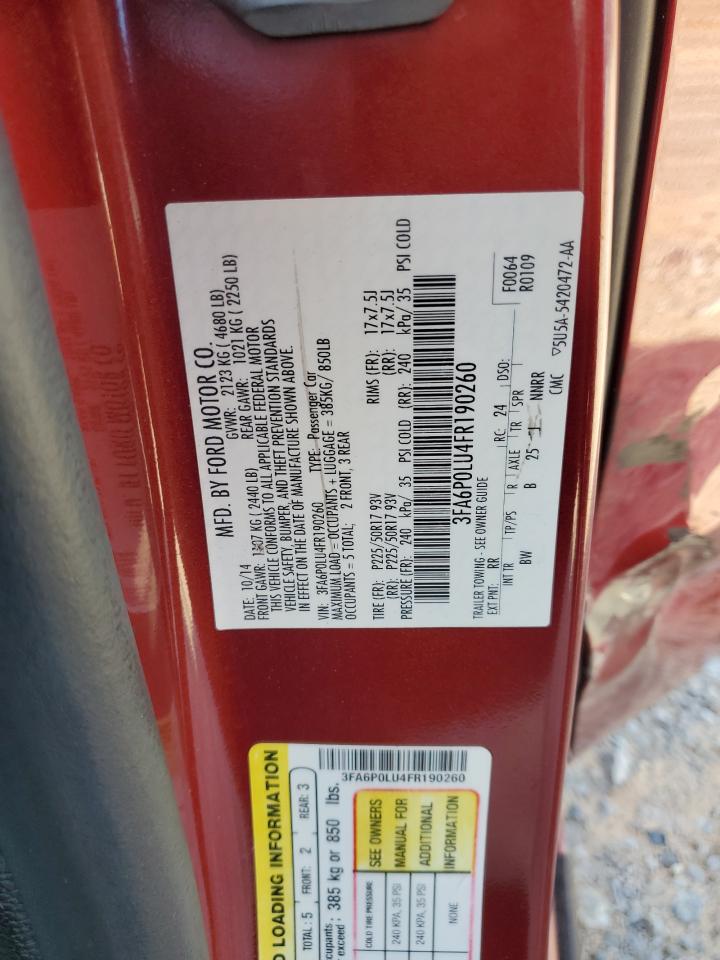 MFD. BY FORD MOTOR CO.
DATE: 10/14 GVWR: 2123 KG ( 4680 LB)
FRONT GAWR: 1107 KG ( 2440 LB) REAR GAWR: 1021 KG ( 2250 LB)
THIS VEHICLE CONFORMS TO ALL APPLICABLE FEDERAL MOTOR
VEHICLE SAFETY, BUMPER, AND THEFT PREVENTION STANDARDS
IN EFFECT ON THE DATE OF MANUFACTURE SHOWN ABOVE.
VIN: 3FA6P0LU4FR190260 TYPE: Passenger Car
MAXIMUM LOAD = OCCUPANTS + LUGGAGE = 385KG/ 850LB
OCCUPANTS = 5 TOTAL: 2 FRONT, 3 REAR
TIRE (FR): P225/50R17 93V RIMS (FR): 17x7.5J
(RR): P225/50R17 93V (RR): 17x7.5J
PRESSURE (FR): 240 kPa/ 35 PSI COLD (RR): 240 kPa/ 35 PSI COLD
3FA6P0LU4FR190260
TRAILER TOWING - SEE OWNER GUIDE F0064
EXT PNT: RR RC: 24 DSO: R0109
INT TR TP/PS R AXLE TR SPR
BW B 25 NNRR
CMC ▽5U5A-5420472-AA
LOADING INFORMATION
TOTAL: 5 FRONT: 2 REAR: 3
385 kg or 850 lbs.
3FA6P0LU4FR190260
COLD TIRE PRESSURE SEE OWNERS
240 KPA, 35 PSI MANUAL FOR
240 KPA, 35 PSI ADDITIONAL
NONE INFORMATION